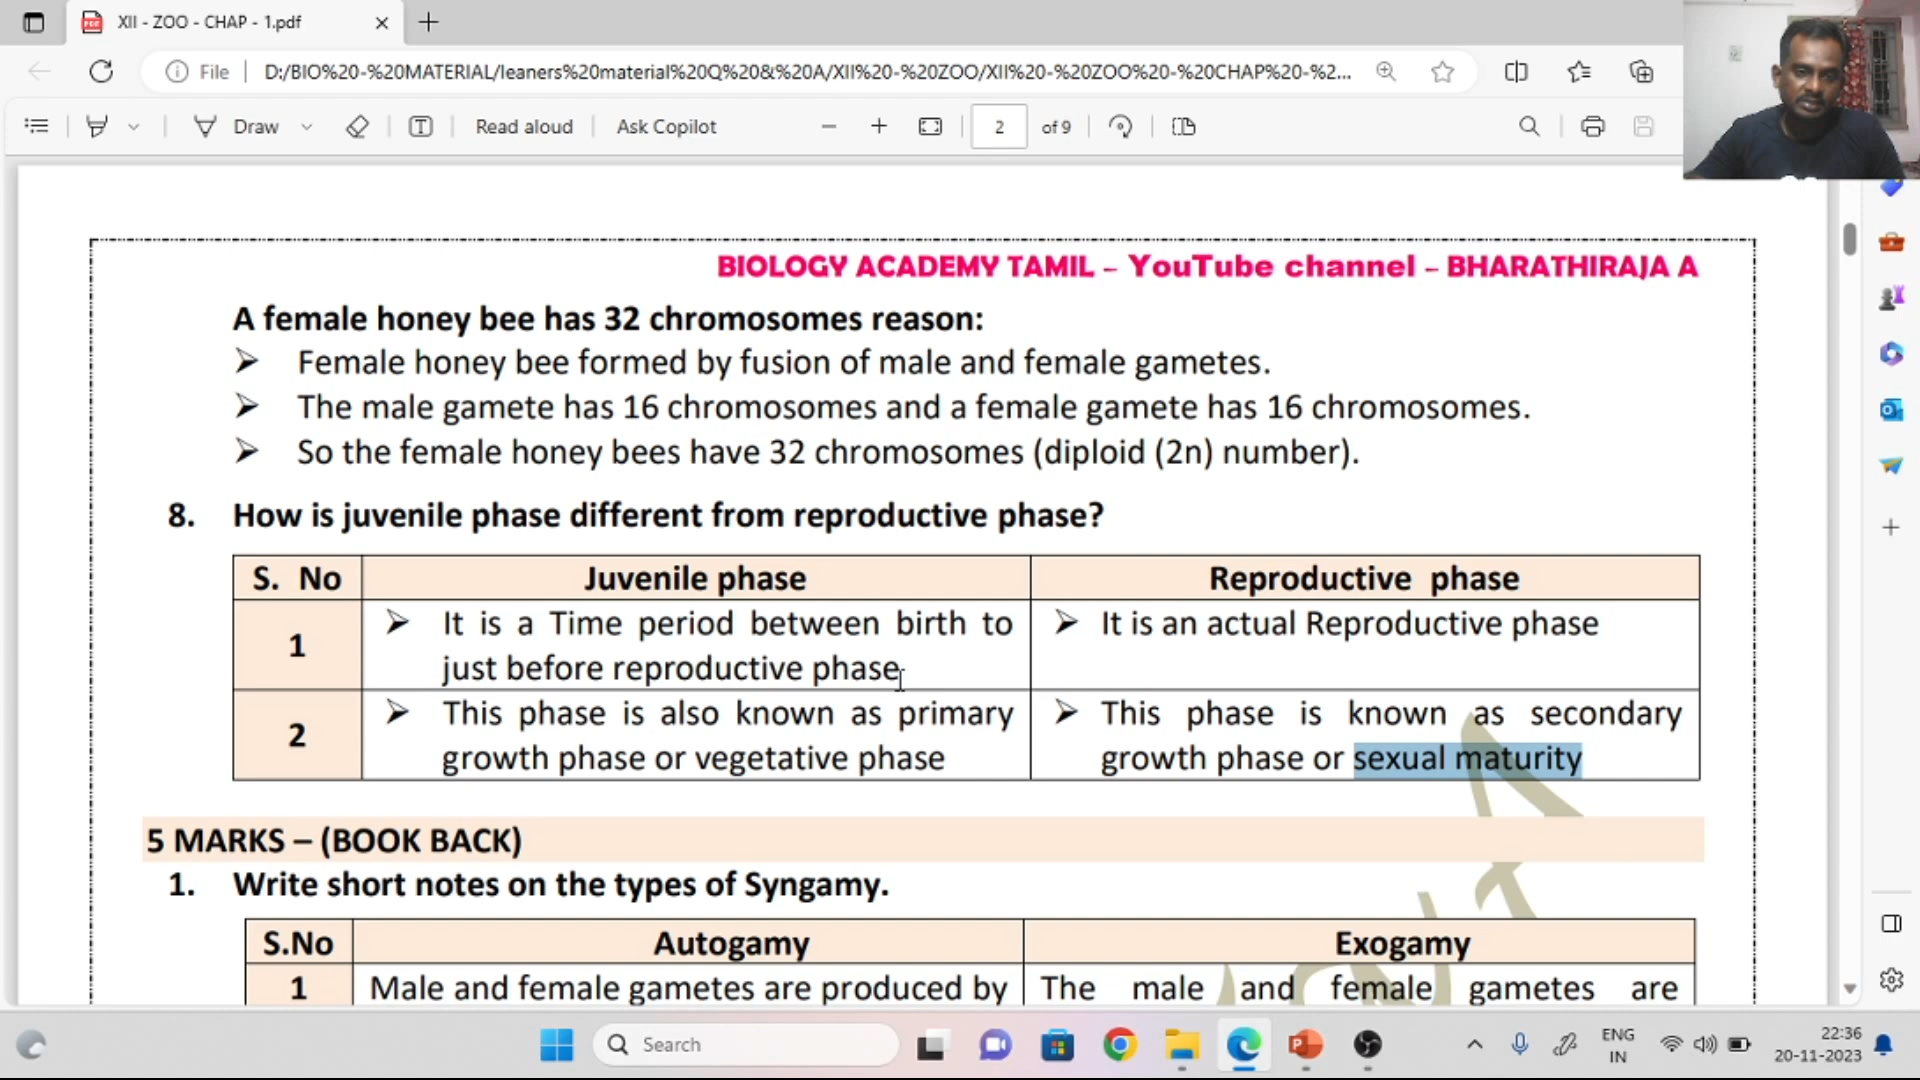 XII - ZOO - CHAP - 1.pdf
File
D:/BIO%20-%20MATERIAL/leaners%20material%20Q%20&%20A/XII%20-%20ZOO/XII%20-%20ZOO%20-%20CHAP%20-%2...
Draw
Read aloud
Ask Copilot
2 of 9
BIOLOGY ACADEMY TAMIL – YouTube channel – BHARATHIRAJA A
A female honey bee has 32 chromosomes reason:
➢ Female honey bee formed by fusion of male and female gametes.
➢ The male gamete has 16 chromosomes and a female gamete has 16 chromosomes.
➢ So the female honey bees have 32 chromosomes (diploid (2n) number).
8. How is juvenile phase different from reproductive phase?
S. No Juvenile phase Reproductive phase
1
➢ It is a Time period between birth to
just before reproductive phase
➢ It is an actual Reproductive phase
2
➢ This phase is also known as primary
growth phase or vegetative phase
➢ This phase is known as secondary
growth phase or sexual maturity
5 MARKS – (BOOK BACK)
1. Write short notes on the types of Syngamy.
S.No Autogamy Exogamy
1 Male and female gametes are produced by The male and female gametes are
Search
ENG
IN
22:36
20-11-2023